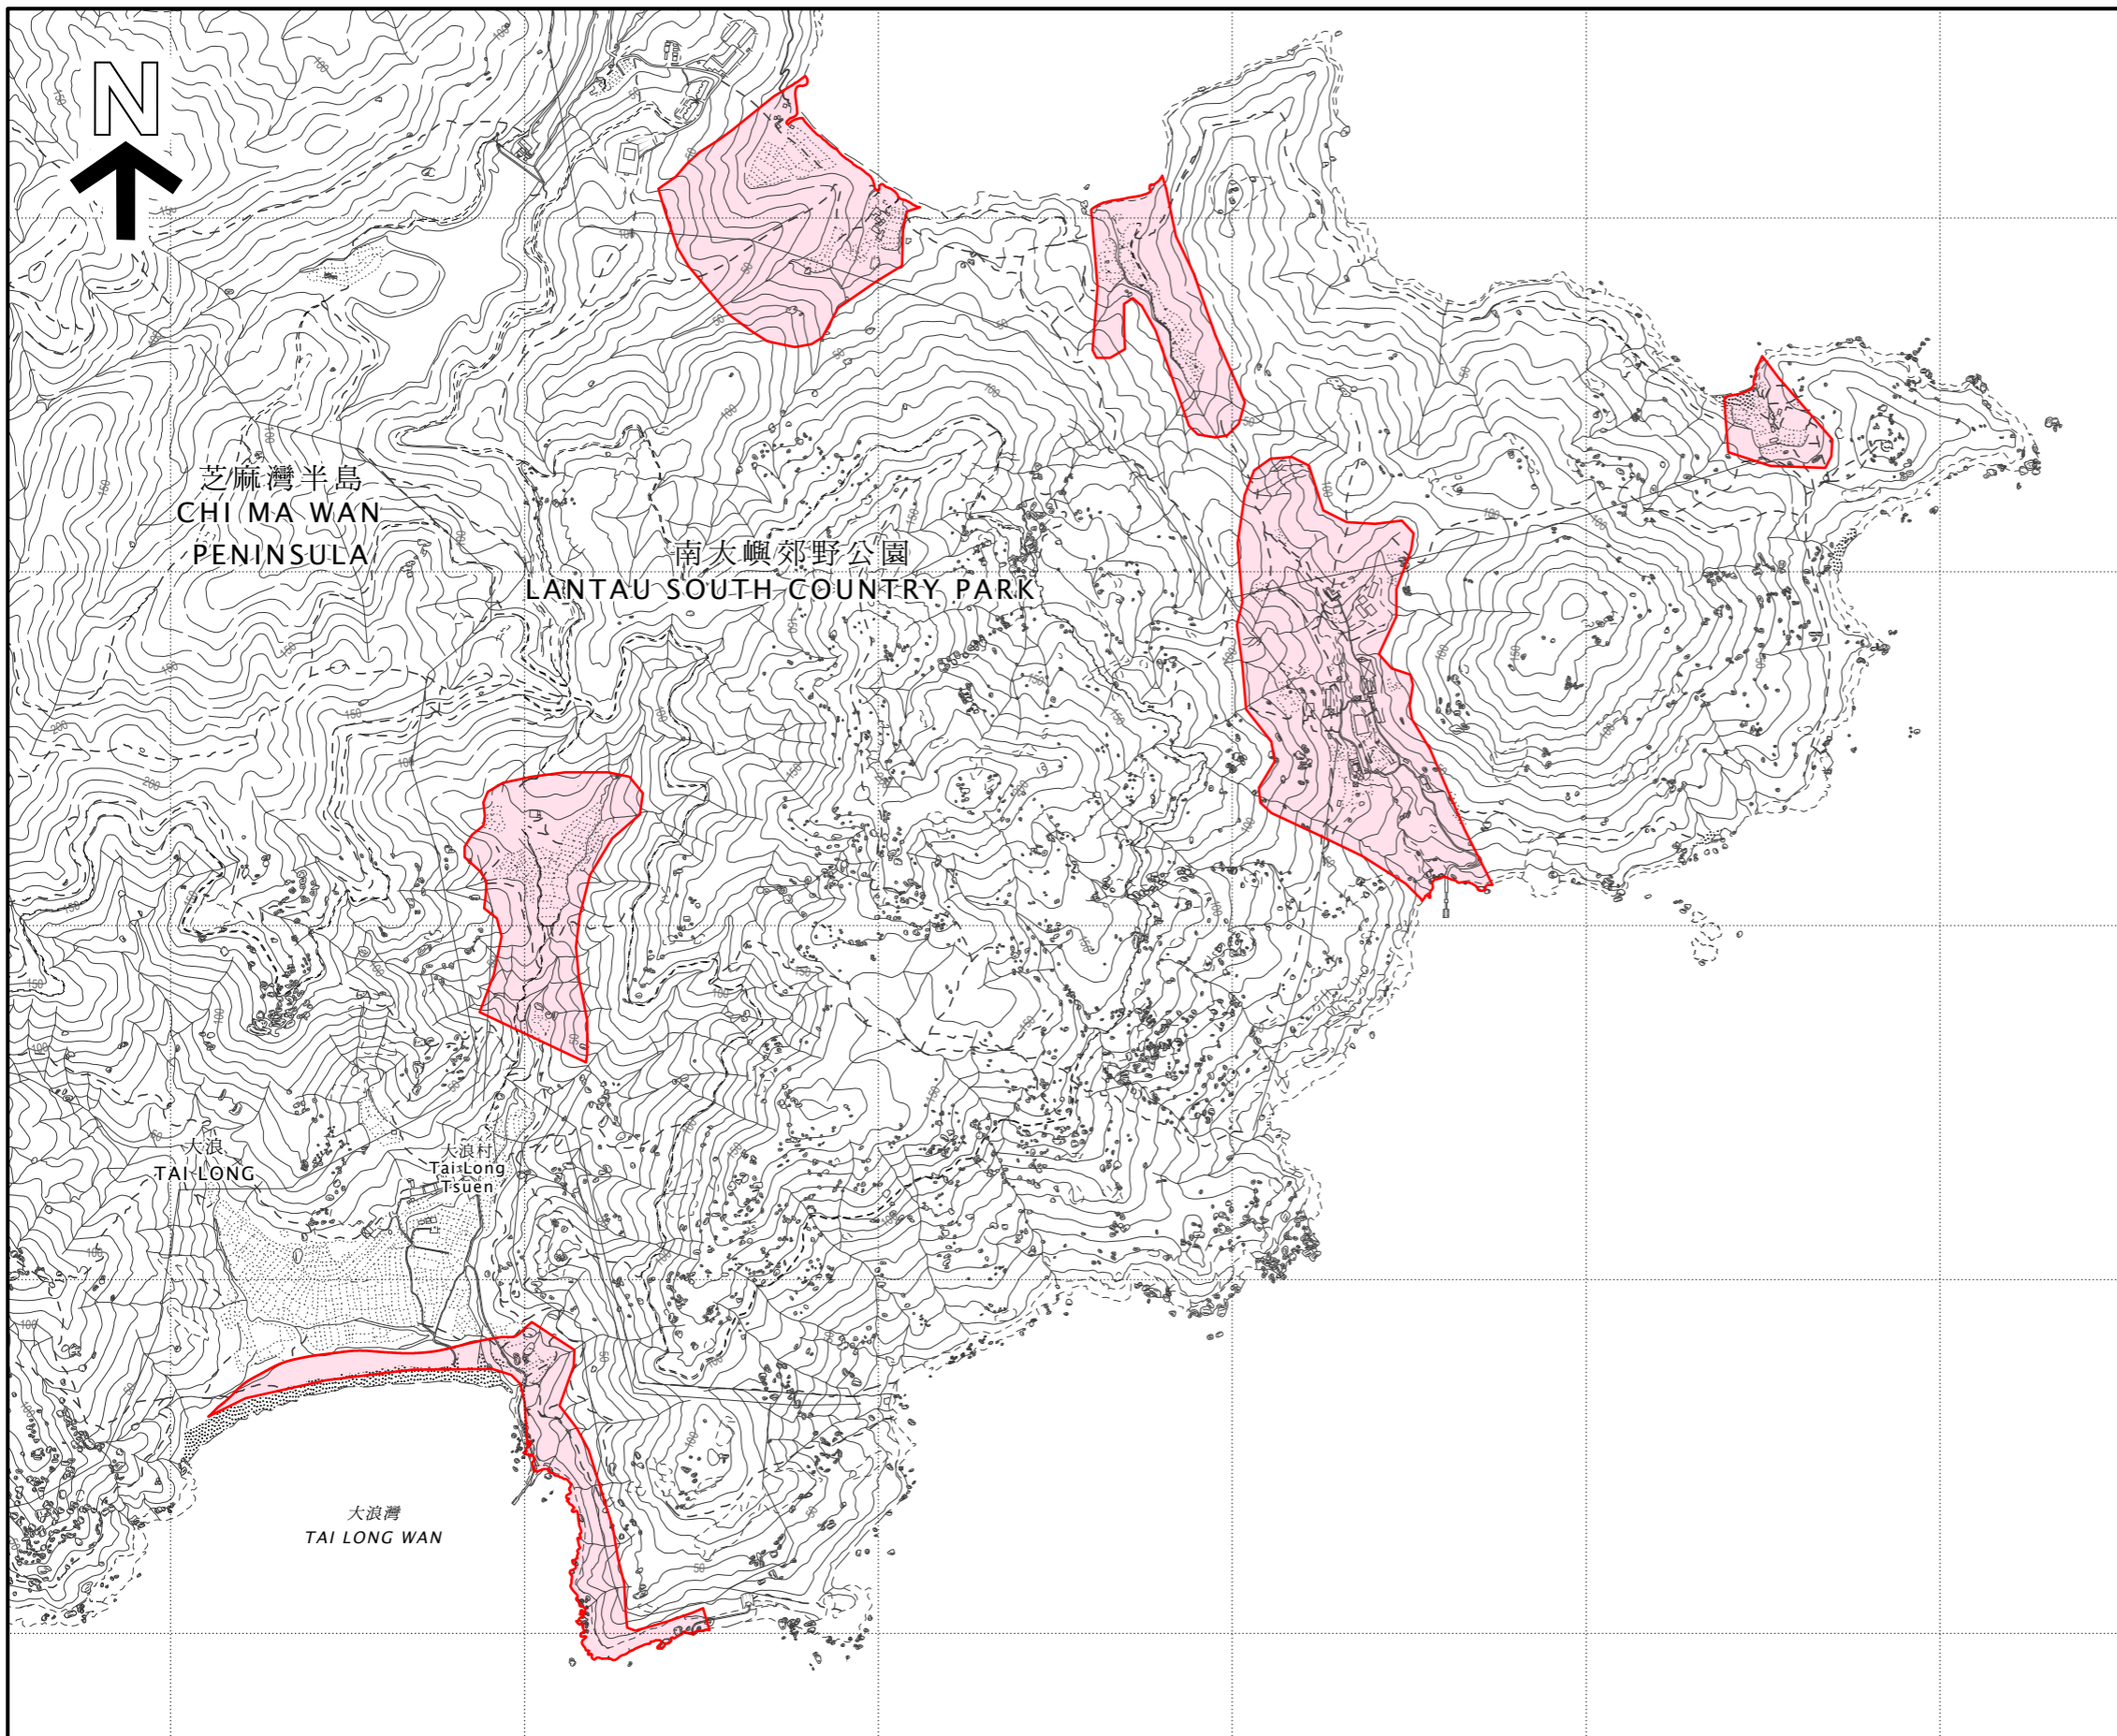 N
芝麻灣半島
CHI MA WAN
PENINSULA
南大嶼郊野公園
LANTAU SOUTH COUNTRY PARK
大浪
TAI LONG
大浪村
Tai Long
Tsuen
大浪灣
TAI LONG WAN